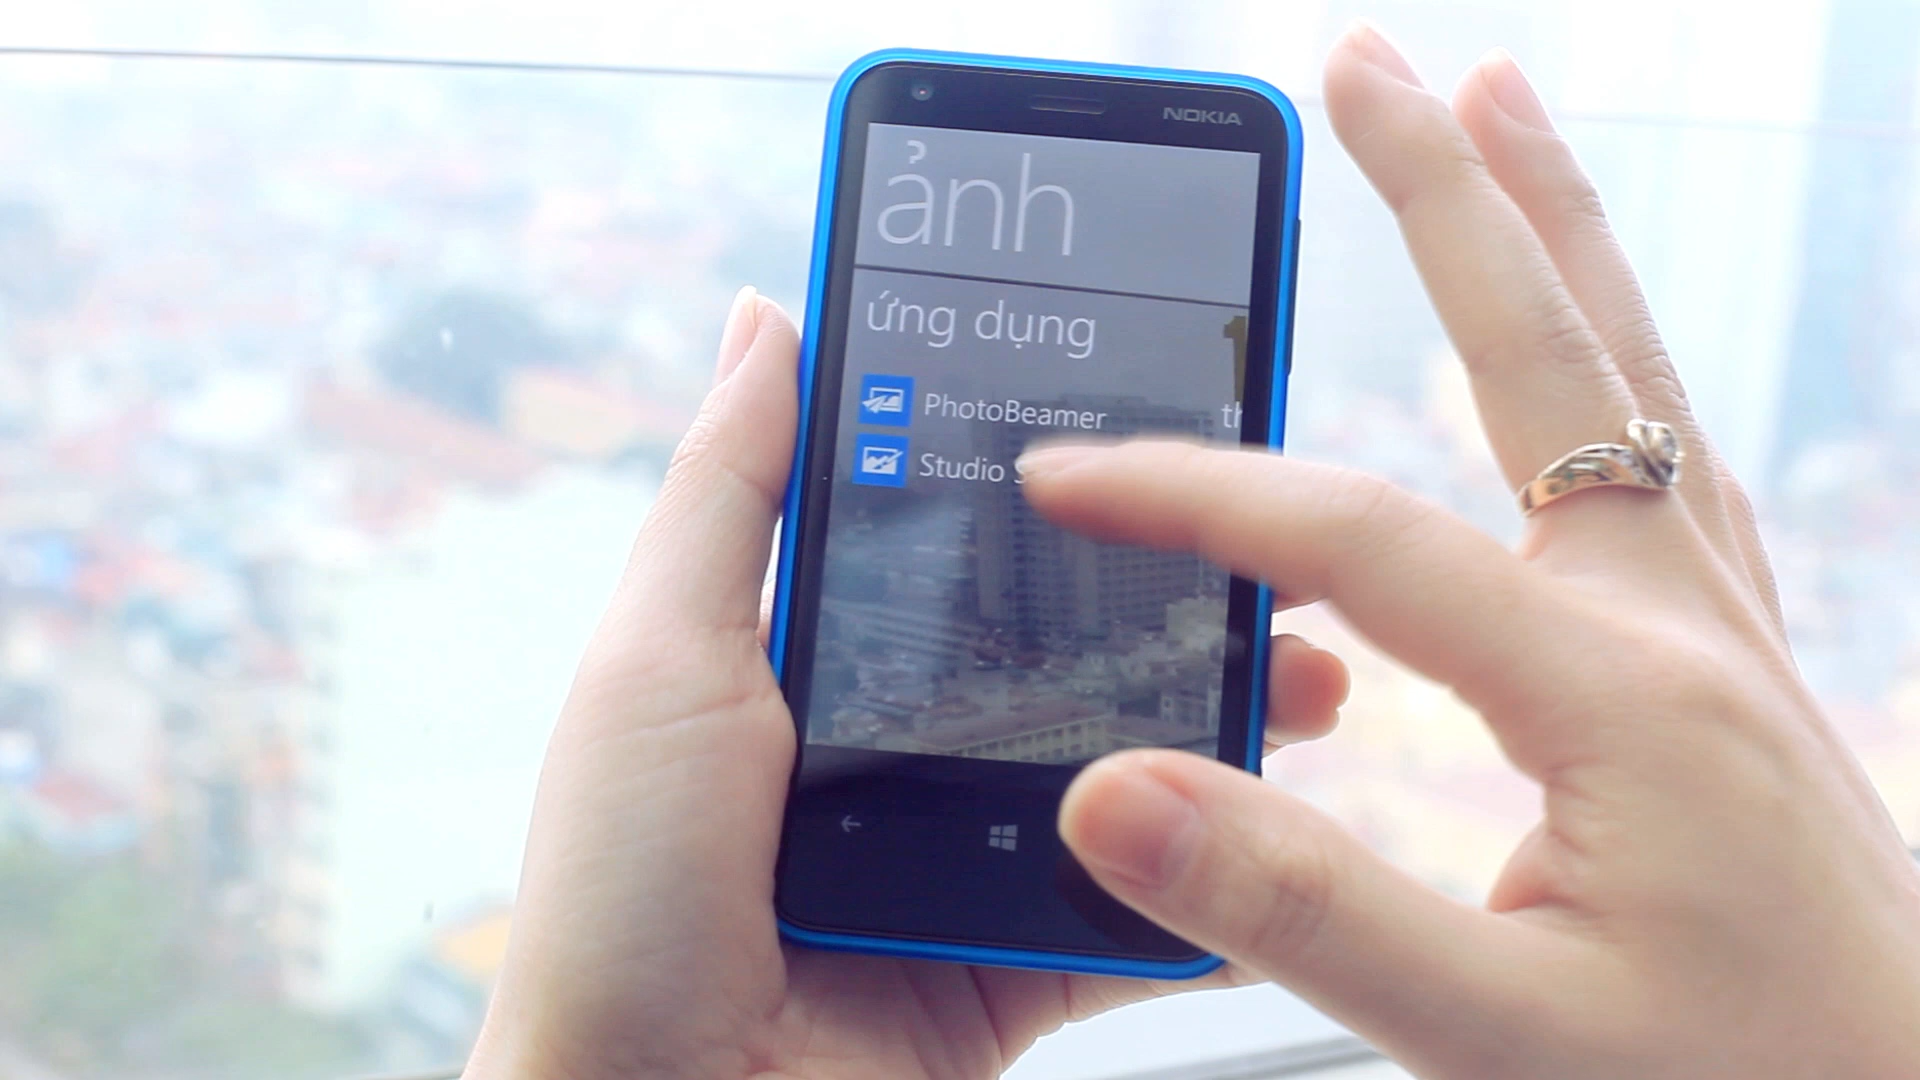 NOKIA
ảnh
ứng dụng
PhotoBeamer
Studio